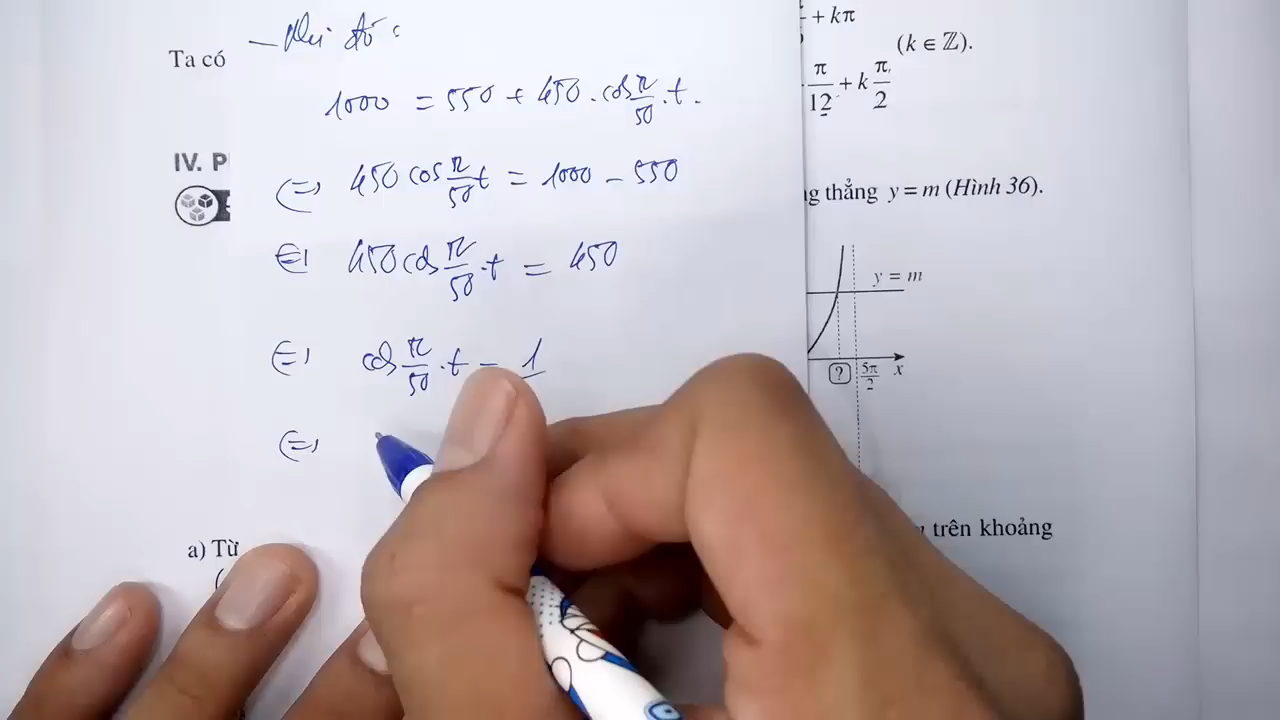 – Khi đó :
Ta có
1000 = 550 + 450 . cos π/50 . t .
⇔ 450 cos π/50 t = 1000 – 550
⇔ 450 cos π/50 . t = 450
⇔ cos π/50 . t = 1
⇔
+ kπ
(k ∈ ℤ).
π/12 + k π/2
IV. P
ng thẳng y = m (Hình 36).
y = m
? 5π/2 x
trên khoảng
a) Từ
(